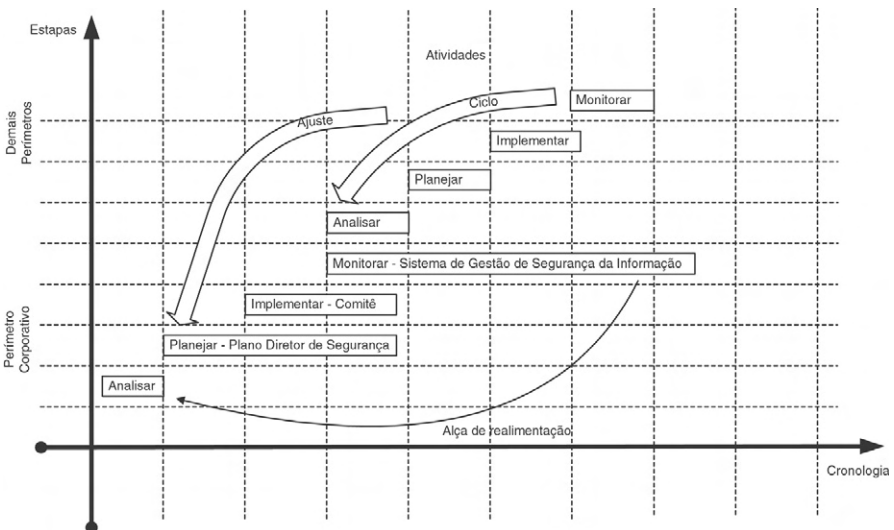 Estapas
Atividades
Demais
Perímetros
Ciclo
Monitorar
Ajuste
Implementar
Planejar
Analisar
Monitorar - Sistema de Gestão de Segurança da Informação
Perímetro
Corporativo
Implementar - Comitê
Planejar - Plano Diretor de Segurança
Analisar
Alça de realimentação
Cronologia